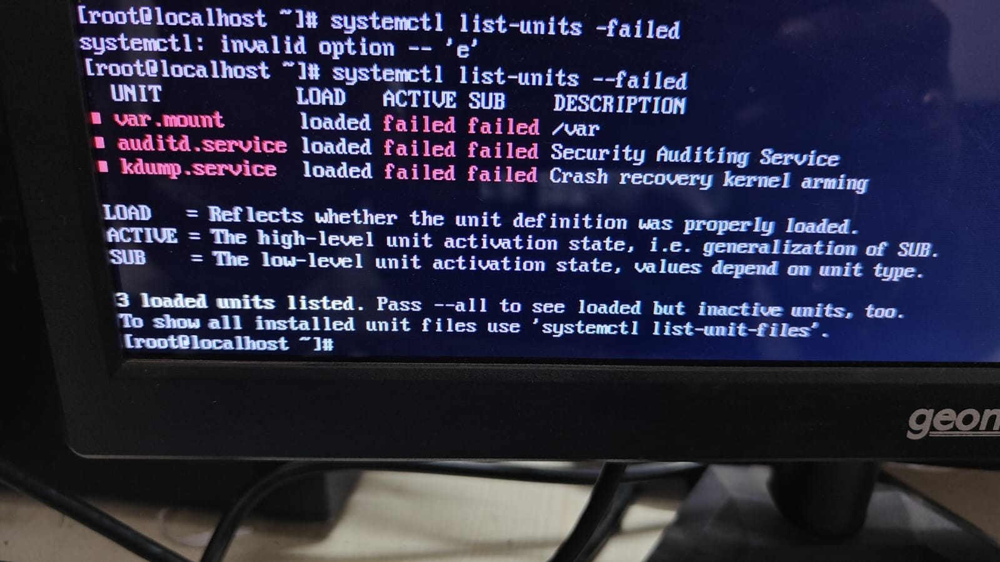 [root@localhost ~]# systemctl list-units -failed
systemctl: invalid option -- 'e'
[root@localhost ~]# systemctl list-units --failed
UNIT LOAD ACTIVE SUB DESCRIPTION
var.mount loaded failed failed /var
auditd.service loaded failed failed Security Auditing Service
kdump.service loaded failed failed Crash recovery kernel arming
LOAD = Reflects whether the unit definition was properly loaded.
ACTIVE = The high-level unit activation state, i.e. generalization of SUB.
SUB = The low-level unit activation state, values depend on unit type.
3 loaded units listed. Pass --all to see loaded but inactive units, too.
To show all installed unit files use 'systemctl list-unit-files'.
[root@localhost ~]#